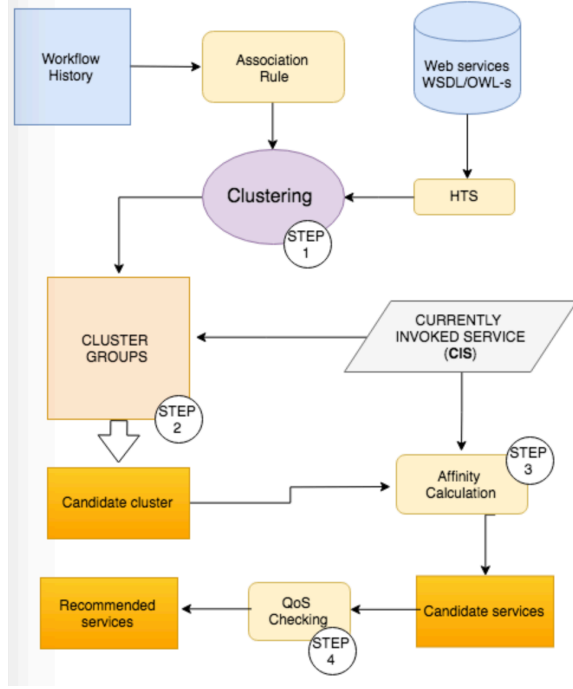 Workflow
History
Association
Rule
Web services
WSDL/OWL-s
Clustering
HTS
STEP
1
CLUSTER
GROUPS
CURRENTLY
INVOKED SERVICE
(CIS)
STEP
2
STEP
3
Candidate cluster
Affinity
Calculation
Recommended
services
QoS
Checking
Candidate services
STEP
4